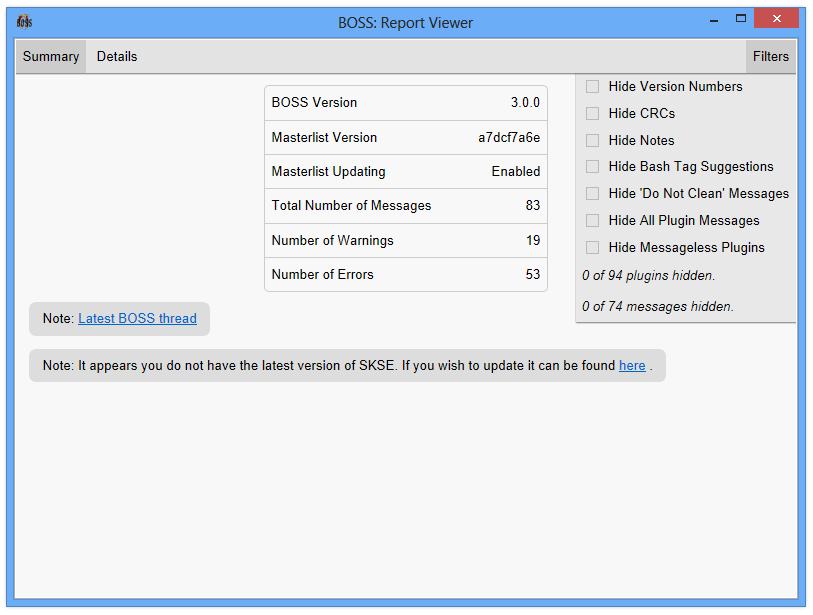 BOSS
BOSS: Report Viewer
Summary Details Filters
BOSS Version 3.0.0
Masterlist Version a7dcf7a6e
Masterlist Updating Enabled
Total Number of Messages 83
Number of Warnings 19
Number of Errors 53
Hide Version Numbers
Hide CRCs
Hide Notes
Hide Bash Tag Suggestions
Hide 'Do Not Clean' Messages
Hide All Plugin Messages
Hide Messageless Plugins
0 of 94 plugins hidden.
0 of 74 messages hidden.
Note: Latest BOSS thread
Note: It appears you do not have the latest version of SKSE. If you wish to update it can be found here .